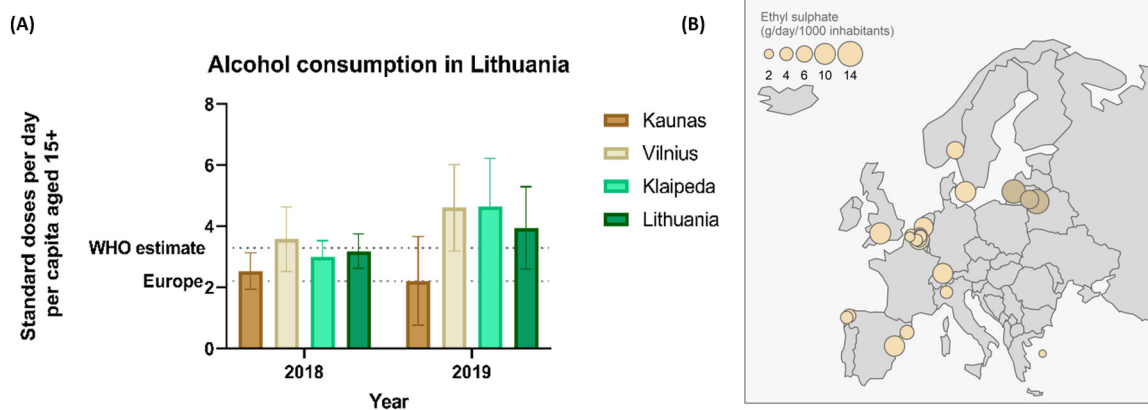 (A)
Alcohol consumption in Lithuania
Standard doses per day
per capita aged 15+
8
6
4
WHO estimate
Europe
2
0
2018
2019
Year
Kaunas
Vilnius
Klaipeda
Lithuania
(B)
Ethyl sulphate
(g/day/1000 inhabitants)
2 4 6 10 14